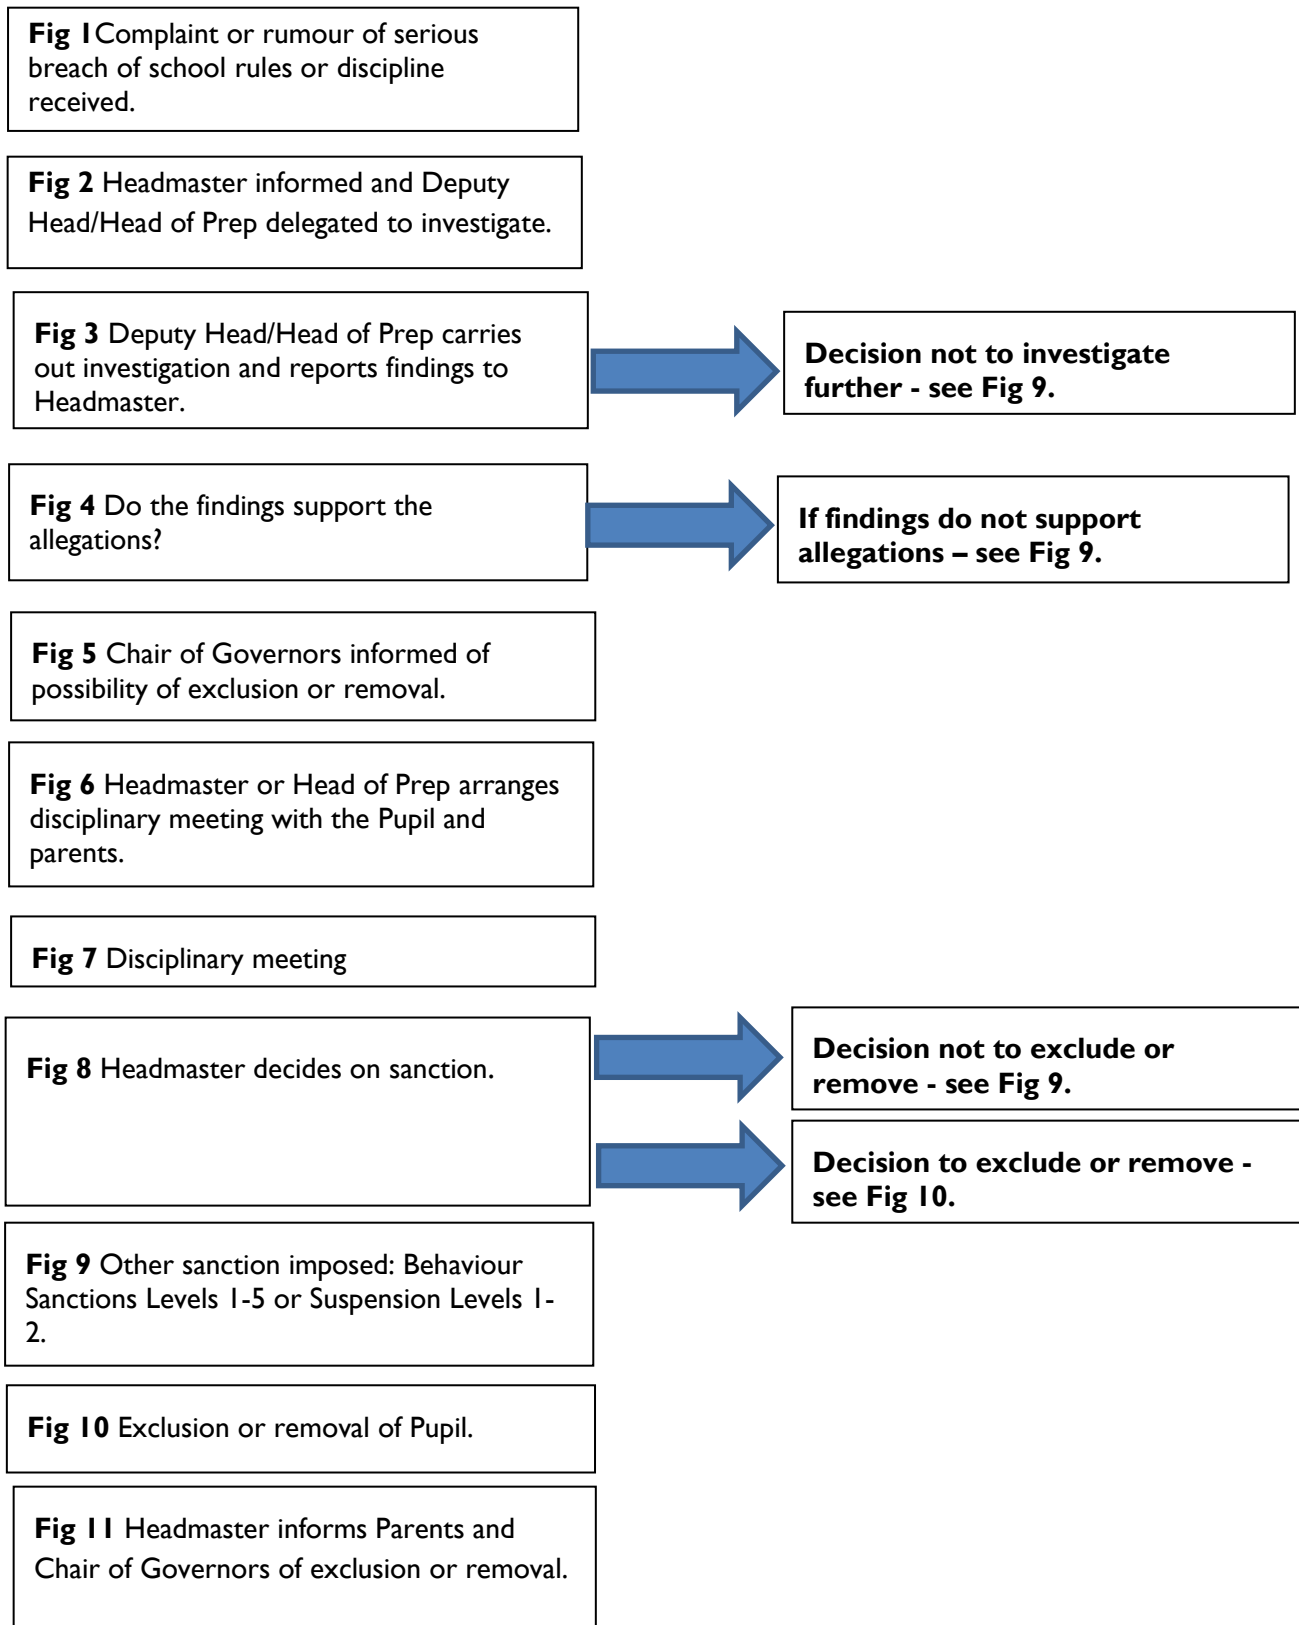 Fig 1Complaint or rumour of serious
breach of school rules or discipline
received.
Fig 2 Headmaster informed and Deputy
Head/Head of Prep delegated to investigate.
Fig 3 Deputy Head/Head of Prep carries
out investigation and reports findings to
Headmaster.
Decision not to investigate
further - see Fig 9.
Fig 4 Do the findings support the
allegations?
If findings do not support
allegations – see Fig 9.
Fig 5 Chair of Governors informed of
possibility of exclusion or removal.
Fig 6 Headmaster or Head of Prep arranges
disciplinary meeting with the Pupil and
parents.
Fig 7 Disciplinary meeting
Fig 8 Headmaster decides on sanction.
Decision not to exclude or
remove - see Fig 9.
Decision to exclude or remove -
see Fig 10.
Fig 9 Other sanction imposed: Behaviour
Sanctions Levels 1-5 or Suspension Levels 1-
2.
Fig 10 Exclusion or removal of Pupil.
Fig 11 Headmaster informs Parents and
Chair of Governors of exclusion or removal.